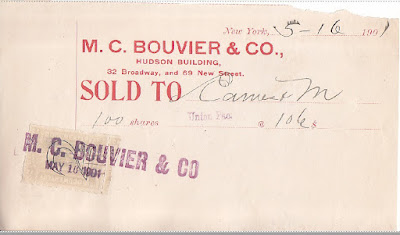 New York, 5-16 1901
M. C. BOUVIER & CO.,
HUDSON BUILDING,
32 Broadway, and 69 New Street.
SOLD TO
100 shares Union Pac @ 106
M. C. BOUVIER & CO
MAY 16 1901